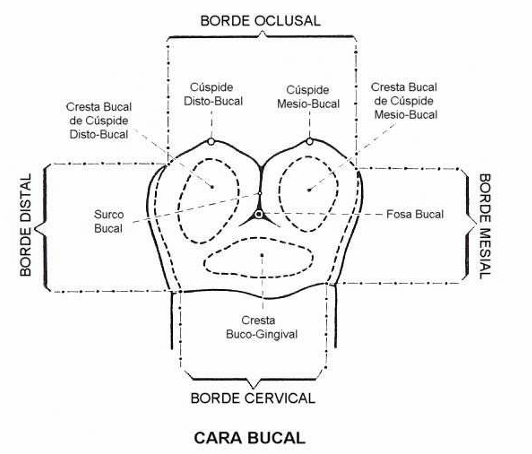 BORDE OCLUSAL
Cúspide
Disto-Bucal
Cúspide
Mesio-Bucal
Cresta Bucal
de Cúspide
Disto-Bucal
Cresta Bucal
de Cúspide
Mesio-Bucal
BORDE DISTAL
BORDE MESIAL
Surco
Bucal
Fosa Bucal
Cresta
Buco-Gingival
BORDE CERVICAL
CARA BUCAL